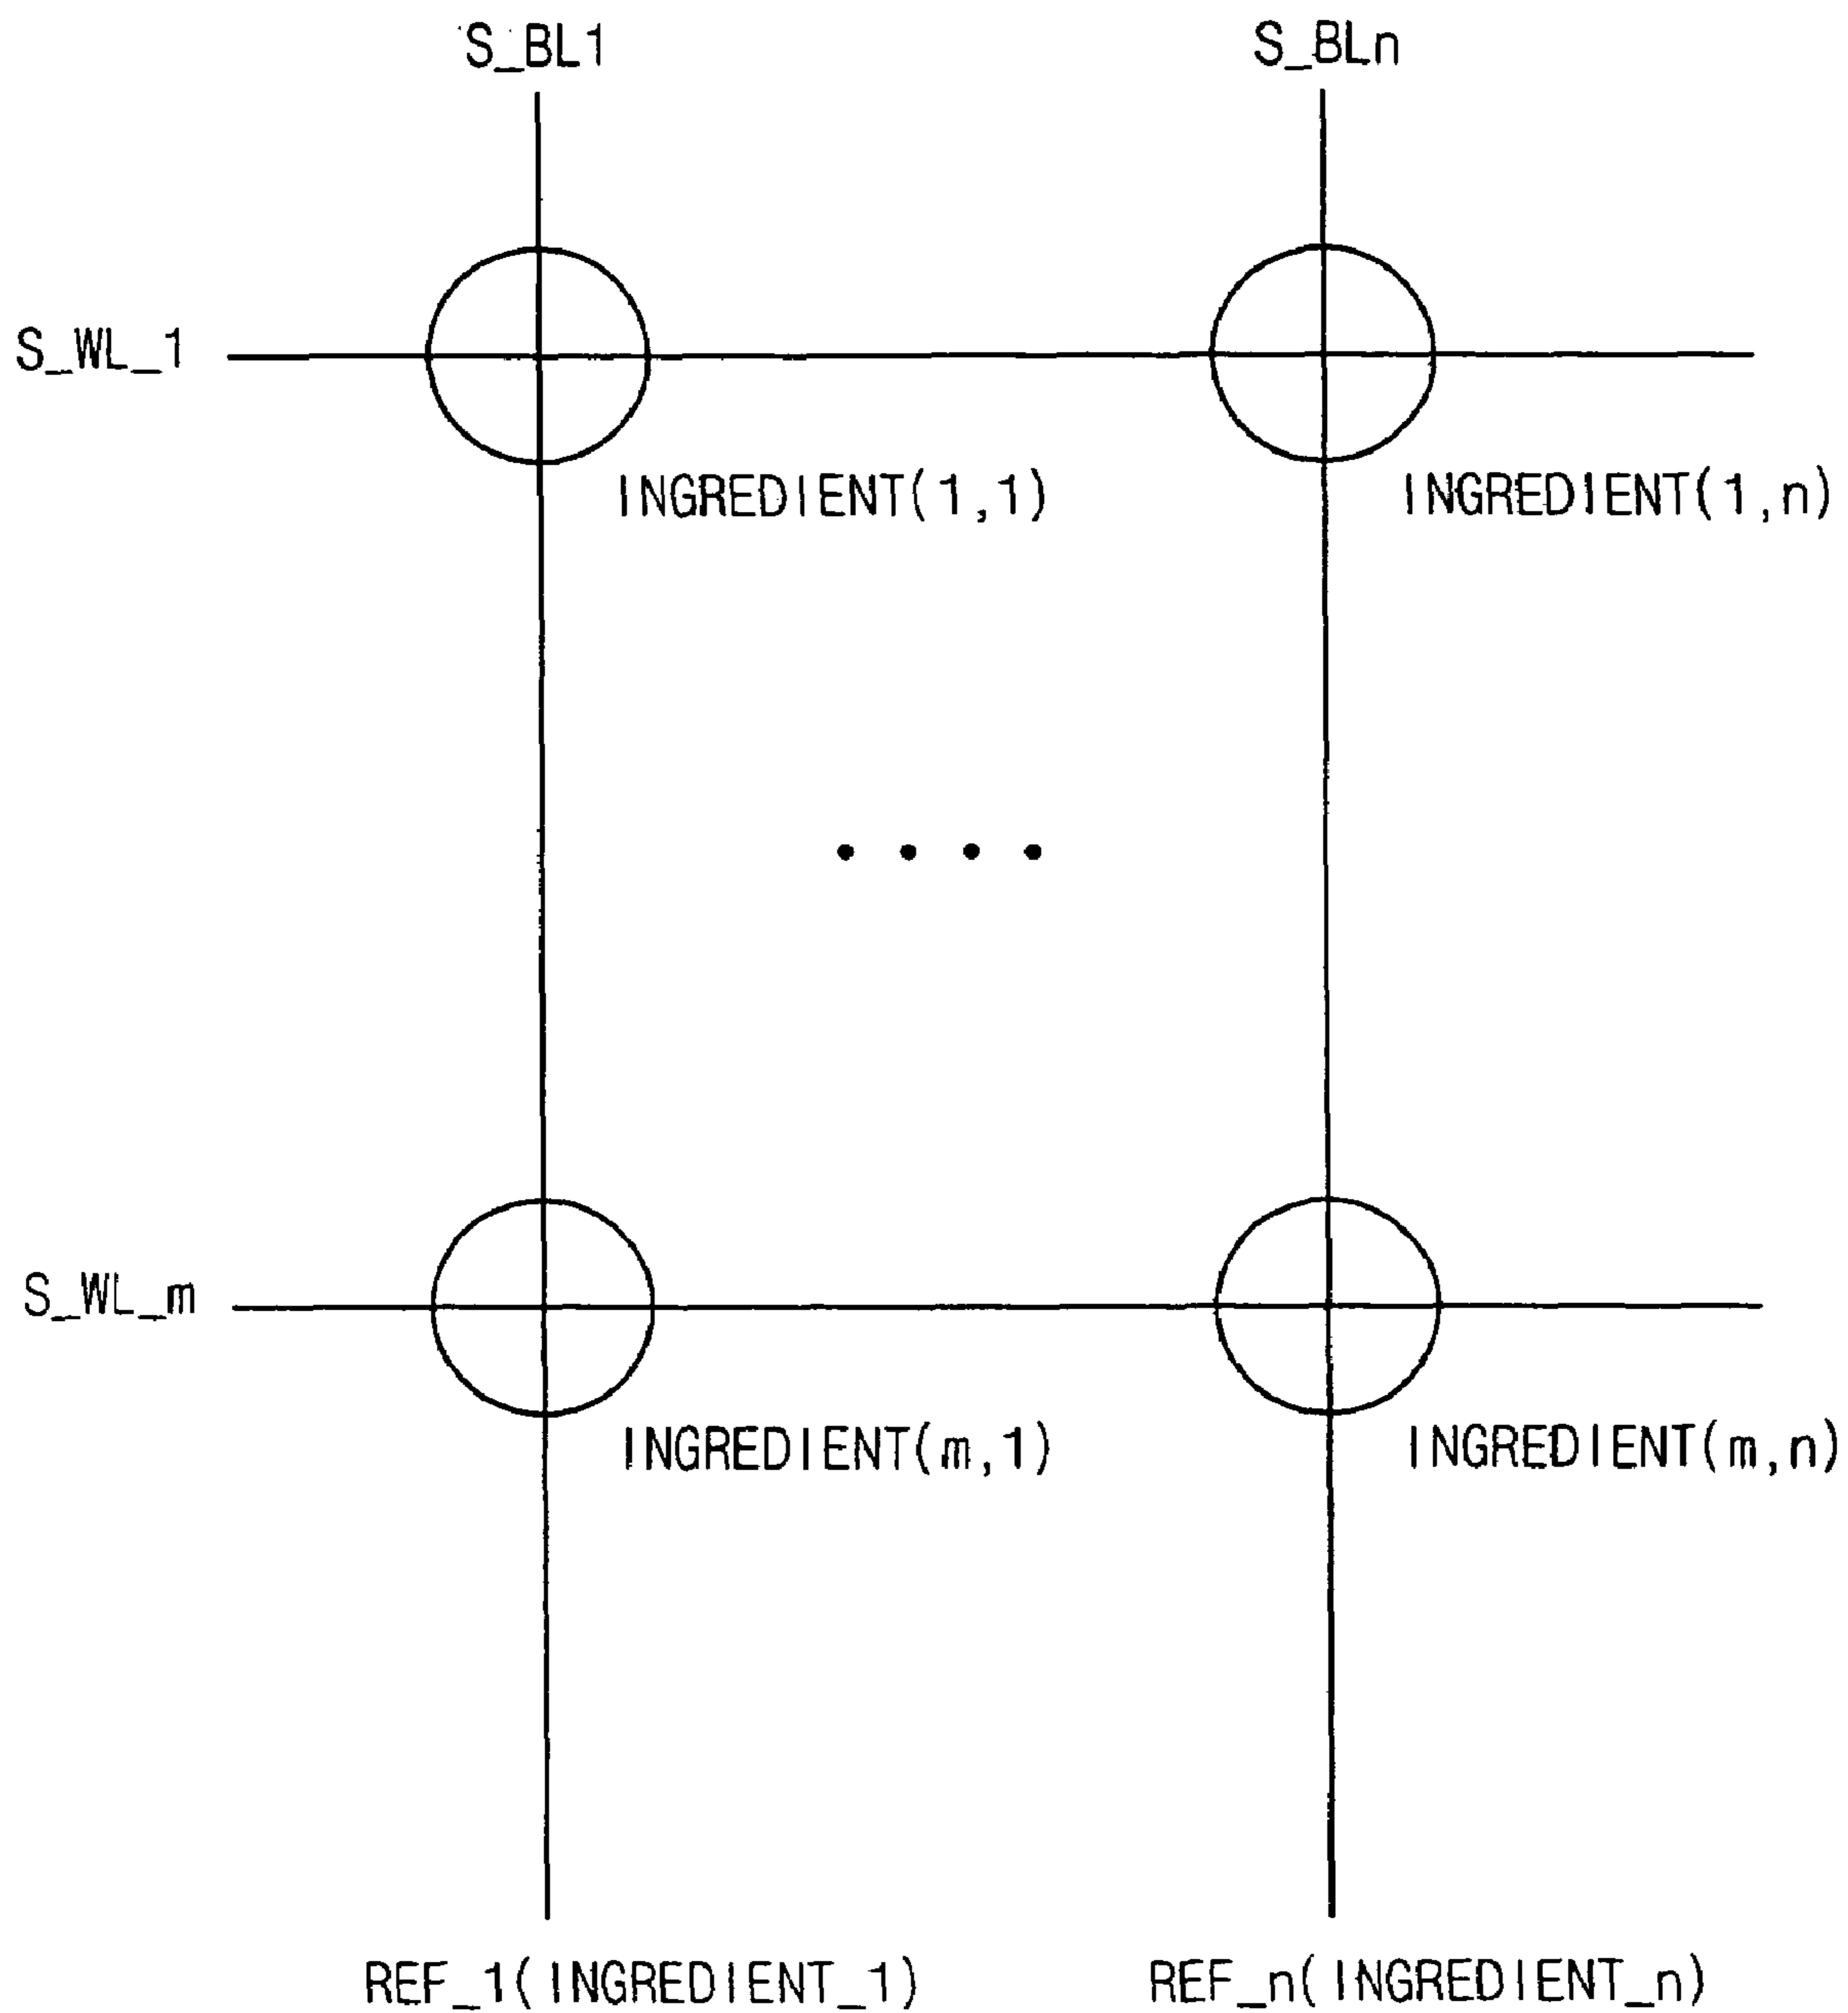 S_BL1 S_BLn
S_WL_1
INGREDIENT(1,1) INGREDIENT(1,n)
S_WL_m
INGREDIENT(m,1) INGREDIENT(m,n)
REF_1(INGREDIENT_1) REF_n(INGREDIENT_n)